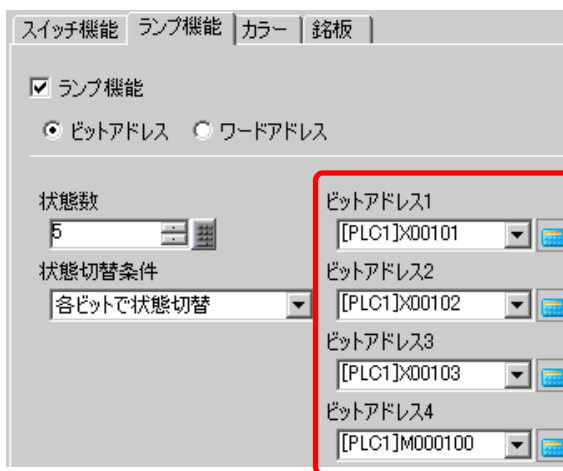 スイッチ機能 ランプ機能 カラー 銘板
ランプ機能
ビットアドレス ワードアドレス
状態数
5
状態切替条件
各ビットで状態切替
ビットアドレス1
[PLC1]X00101
ビットアドレス2
[PLC1]X00102
ビットアドレス3
[PLC1]X00103
ビットアドレス4
[PLC1]M000100